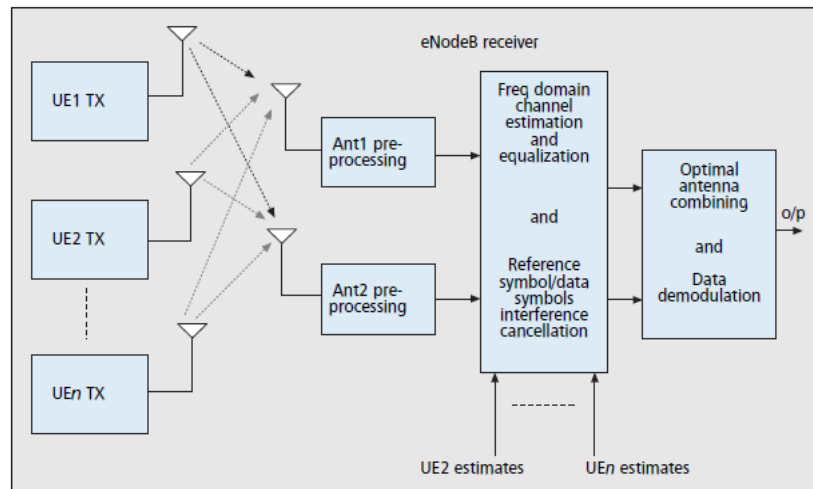 eNodeB receiver
UE1 TX
UE2 TX
UEn TX
Ant1 pre-
processing
Ant2 pre-
processing
Freq domain
channel
estimation
and
equalization
and
Reference
symbol/data
symbols
interference
cancellation
Optimal
antenna
combining
and
Data
demodulation
o/p
UE2 estimates
UEn estimates